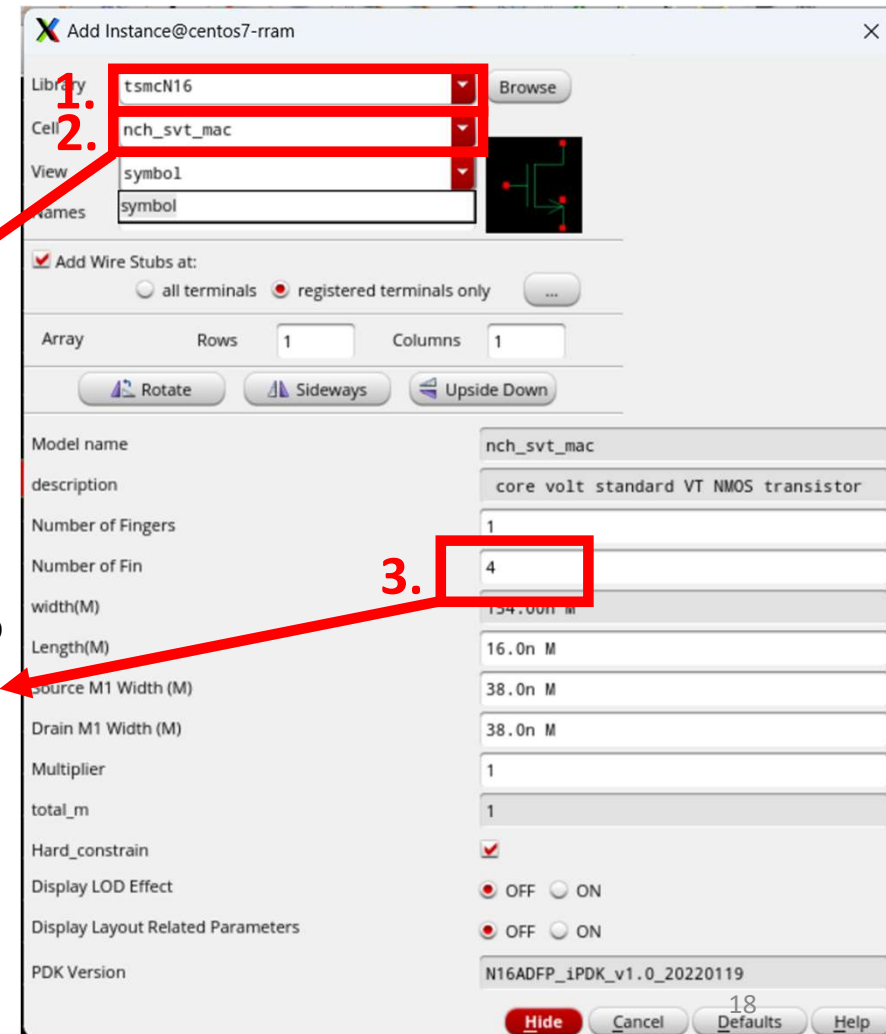 Add Instance@centos7-rram
Library tsmcN16 Browse
1.
Cell nch_svt_mac
2.
View symbol
Names symbol
Add Wire Stubs at:
all terminals registered terminals only ...
Array Rows 1 Columns 1
Rotate Sideways Upside Down
Model name nch_svt_mac
description core volt standard VT NMOS transistor
Number of Fingers 1
Number of Fin 4
3.
width(M) 154.00n M
Length(M) 16.0n M
Source M1 Width (M) 38.0n M
Drain M1 Width (M) 38.0n M
Multiplier 1
total_m 1
Hard_constrain
Display LOD Effect OFF ON
Display Layout Related Parameters OFF ON
PDK Version N16ADFP_iPDK_v1.0_20220119
18
Hide Cancel Defaults Help